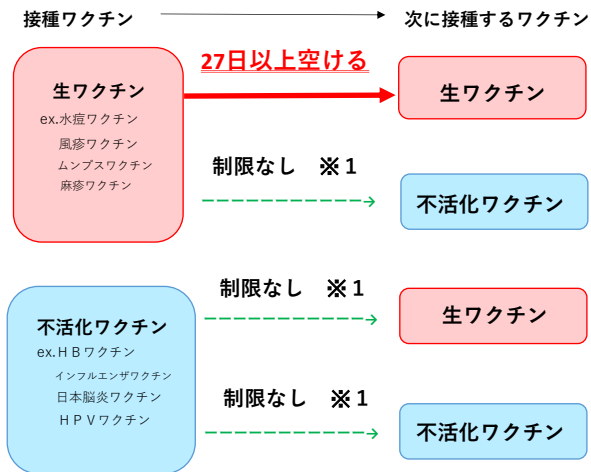 接種ワクチン
次に接種するワクチン
27日以上空ける
生ワクチン
ex.水痘ワクチン
風疹ワクチン
ムンプスワクチン
麻疹ワクチン
生ワクチン
制限なし ※1
不活化ワクチン
不活化ワクチン
ex.HBワクチン
インフルエンザワクチン
日本脳炎ワクチン
HPVワクチン
制限なし ※1
生ワクチン
制限なし ※1
不活化ワクチン